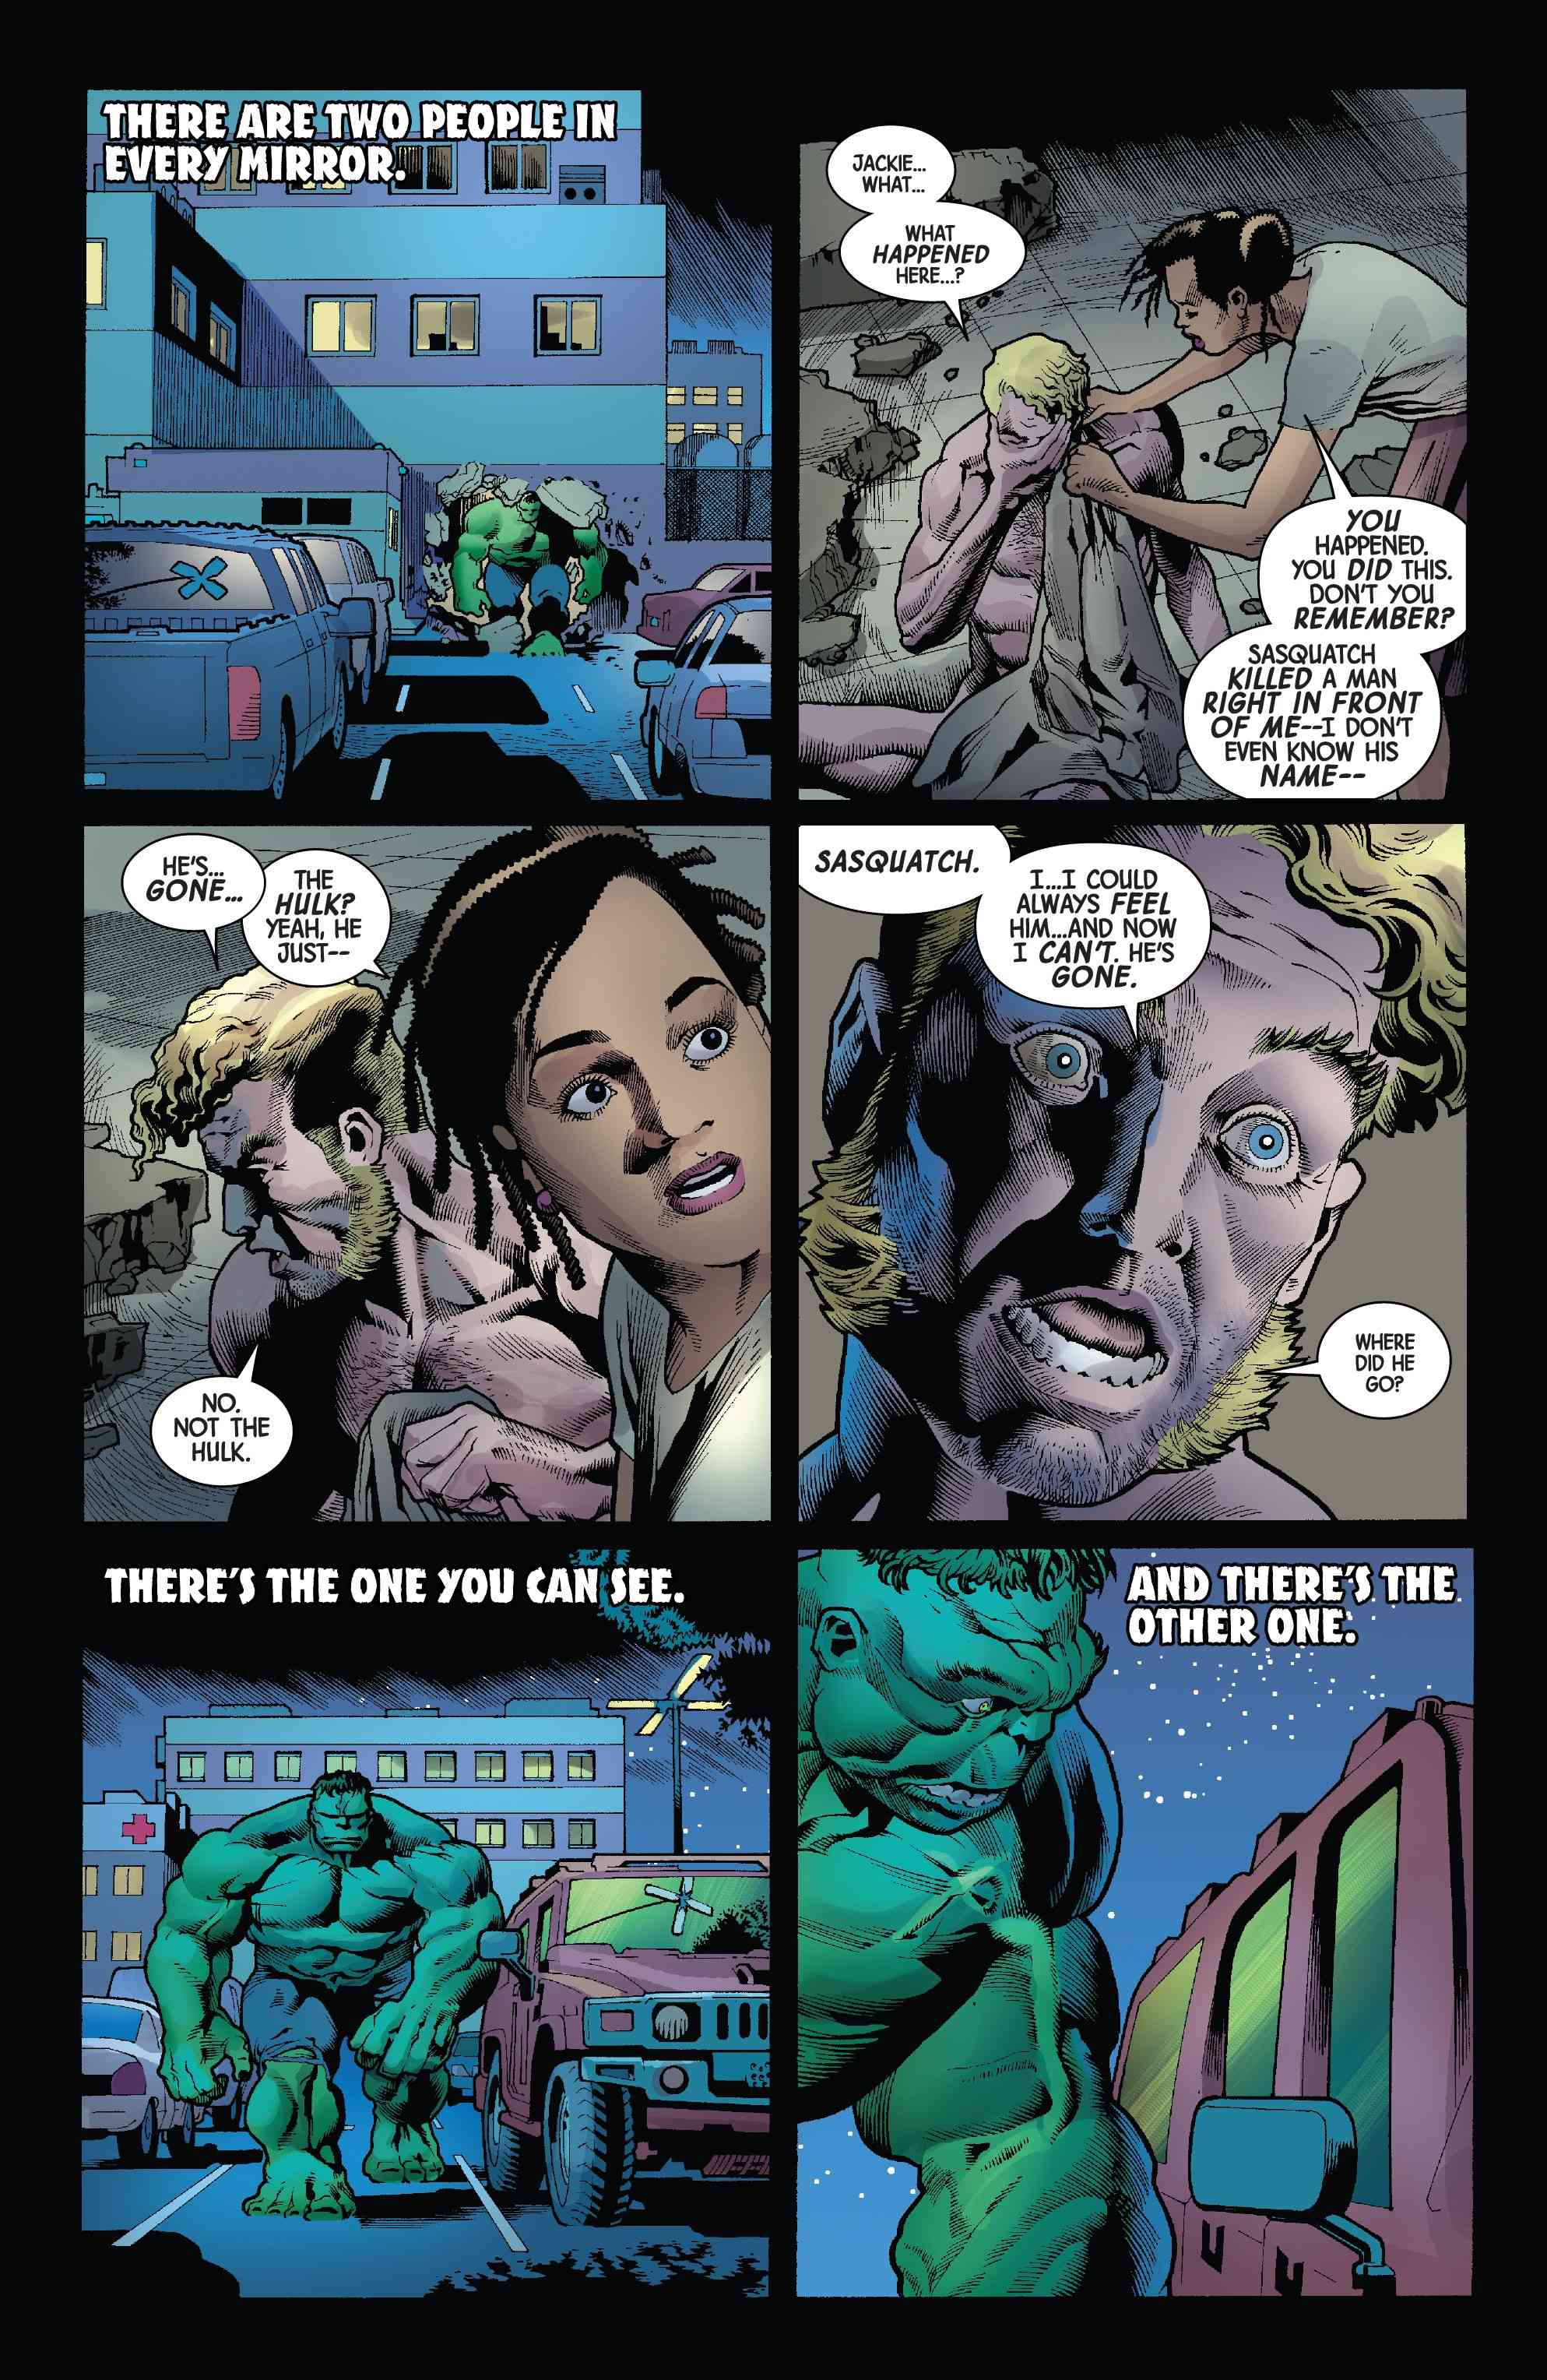 THERE ARE TWO PEOPLE IN
EVERY MIRROR.
JACKIE...
WHAT...
WHAT
HAPPENED
HERE...?
YOU
HAPPENED.
YOU DID THIS.
DON'T YOU
REMEMBER?
SASQUATCH
KILLED A MAN
RIGHT IN FRONT
OF ME--I DON'T
EVEN KNOW HIS
NAME--
HE'S...
GONE...
THE
HULK?
YEAH, HE
JUST--
NO.
NOT THE
HULK.
SASQUATCH.
I...I COULD
ALWAYS FEEL
HIM...AND NOW
I CAN'T. HE'S
GONE.
WHERE
DID HE
GO?
THERE'S THE ONE YOU CAN SEE.
AND THERE'S THE
OTHER ONE.